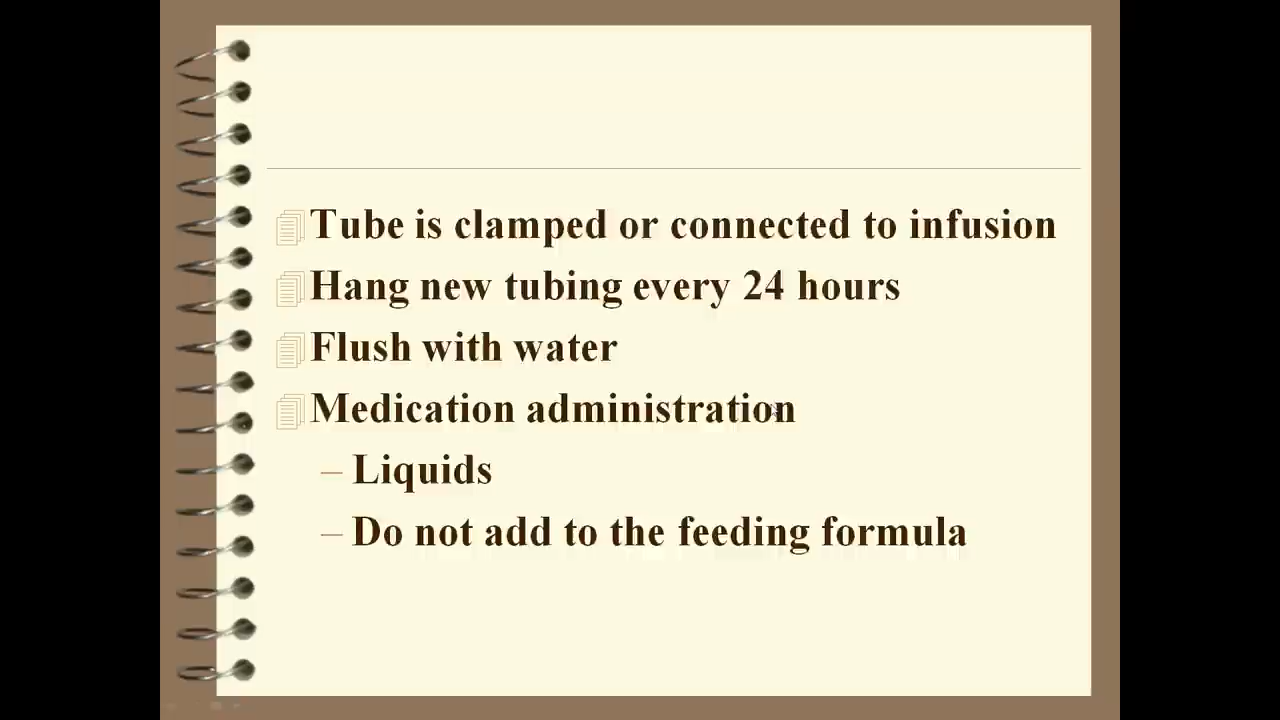 Tube is clamped or connected to infusion
Hang new tubing every 24 hours
Flush with water
Medication administration
– Liquids
– Do not add to the feeding formula